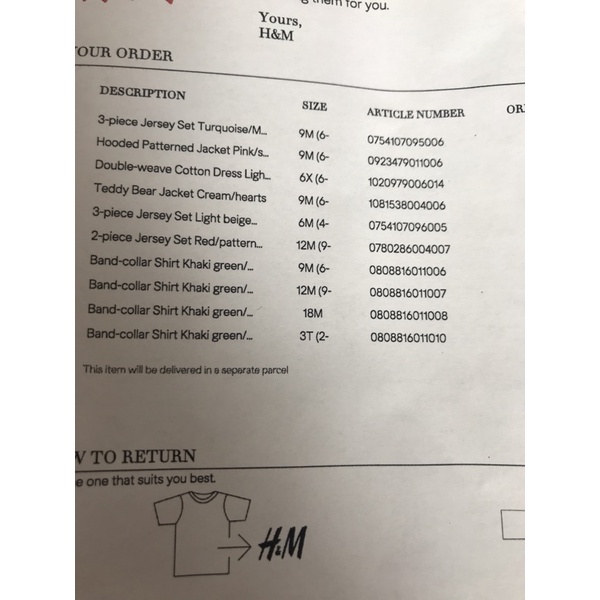 them for you.
Yours,
H&M
OUR ORDER
DESCRIPTION SIZE ARTICLE NUMBER
3-piece Jersey Set Turquoise/M... 9M (6- 0754107095006
Hooded Patterned Jacket Pink/s... 9M (6- 0923479011006
Double-weave Cotton Dress Ligh... 6X (6- 1020979006014
Teddy Bear Jacket Cream/hearts 9M (6- 1081538004006
3-piece Jersey Set Light beige... 6M (4- 0754107096005
2-piece Jersey Set Red/pattern... 12M (9- 0780286004007
Band-collar Shirt Khaki green/... 9M (6- 0808816011006
Band-collar Shirt Khaki green/... 12M (9- 0808816011007
Band-collar Shirt Khaki green/... 18M 0808816011008
Band-collar Shirt Khaki green/... 3T (2- 0808816011010
This item will be delivered in a separate parcel
TO RETURN
one that suits you best.
H&M